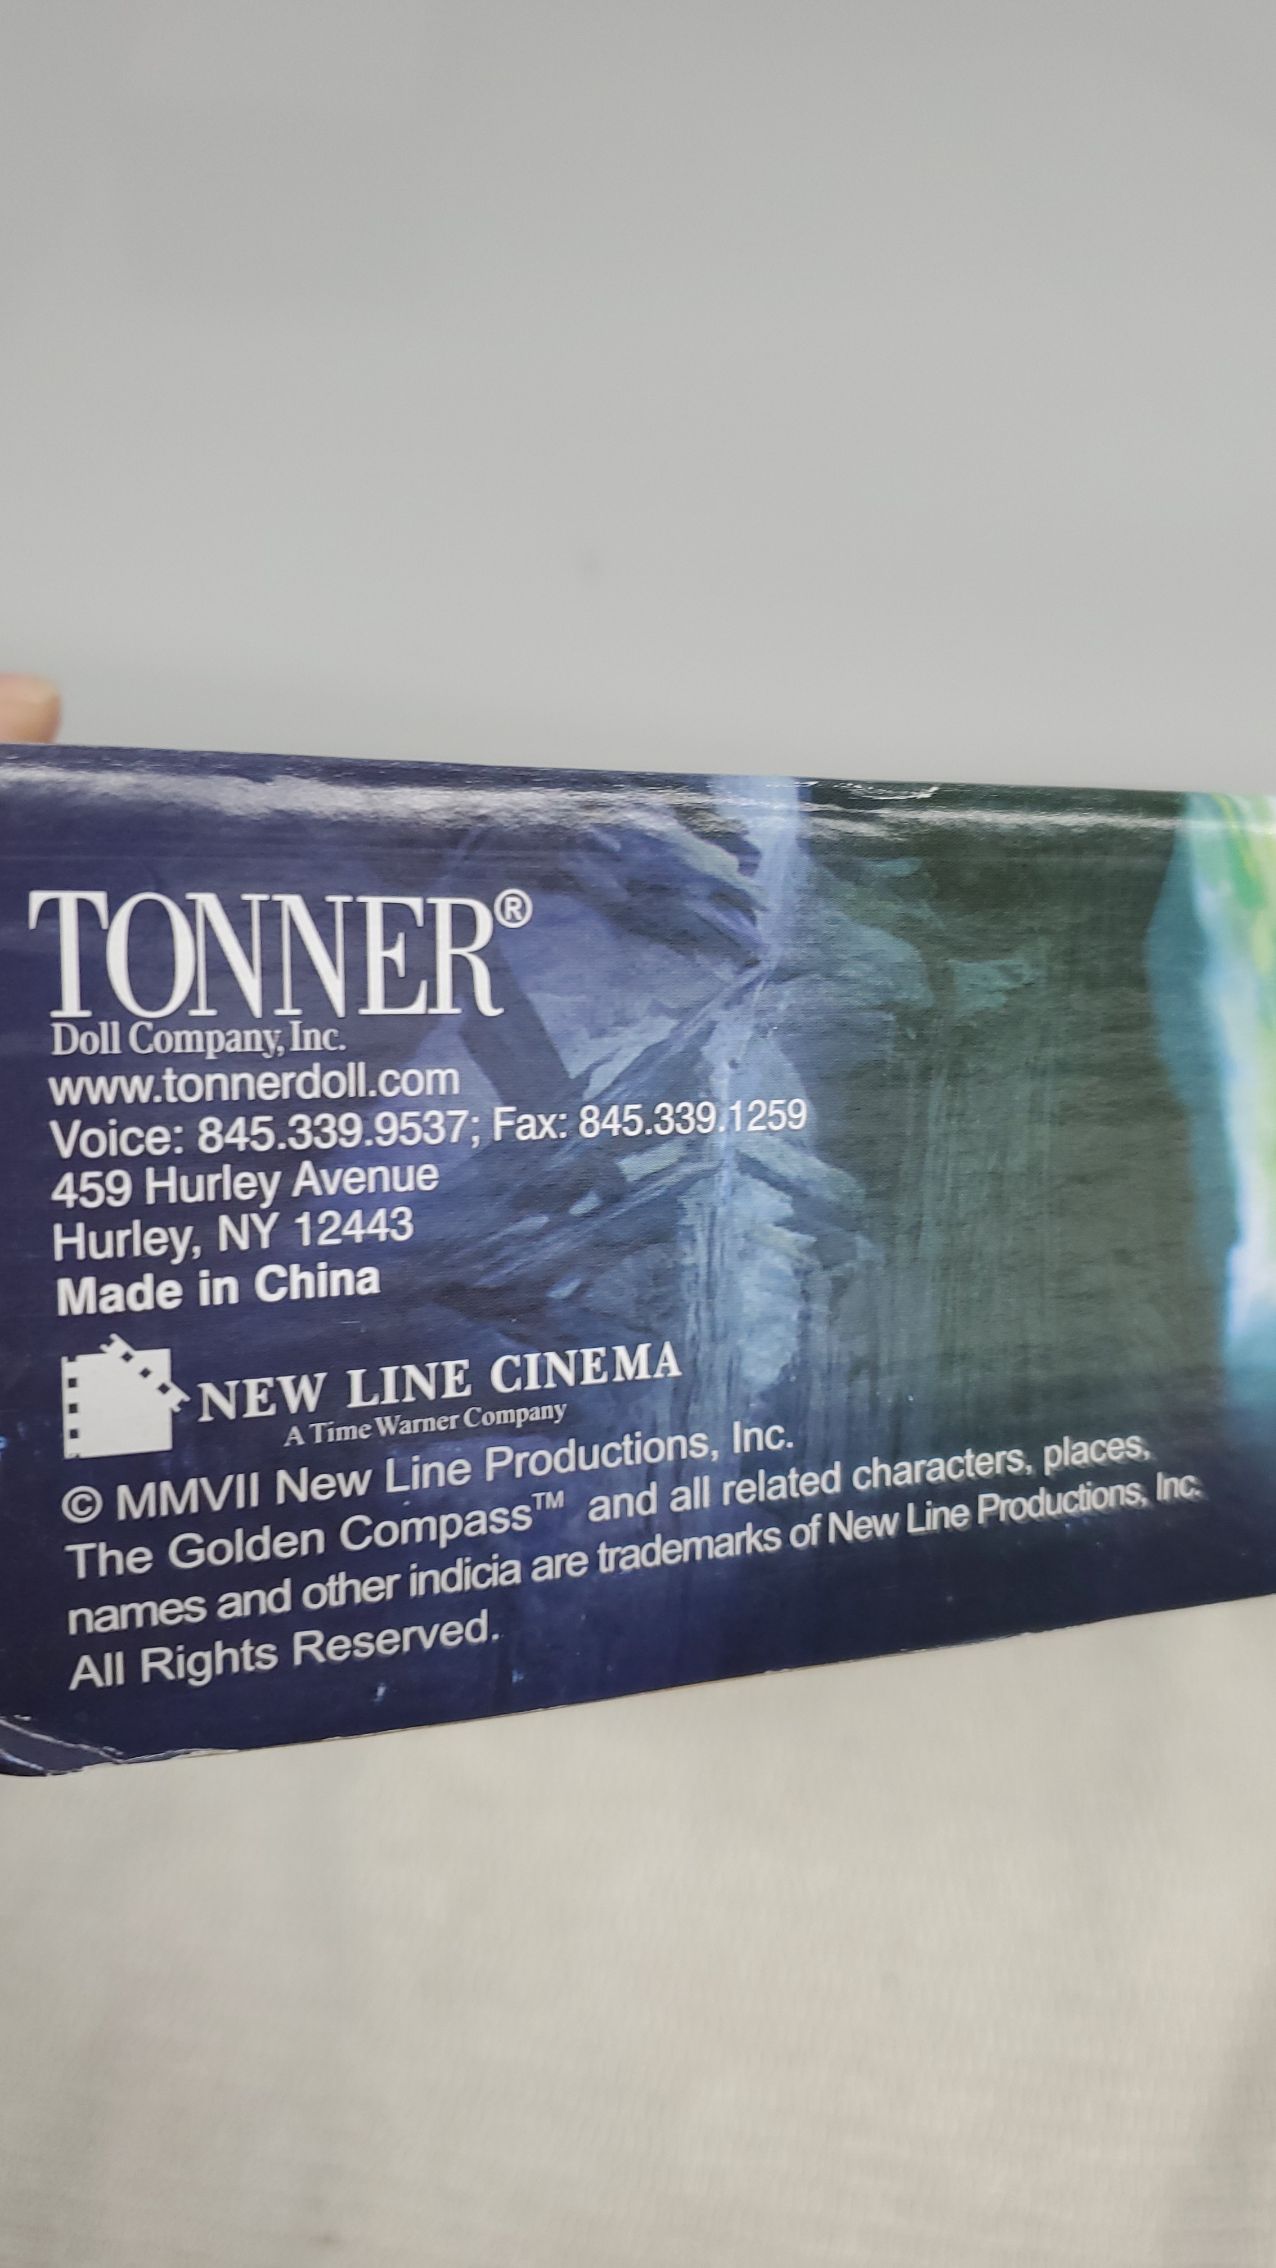 TONNER®
Doll Company, Inc.
www.tonnerdoll.com
Voice: 845.339.9537; Fax: 845.339.1259
459 Hurley Avenue
Hurley, NY 12443
Made in China
NEW LINE CINEMA
A Time Warner Company
© MMVII New Line Productions, Inc.
The Golden Compass™ and all related characters, places,
names and other indicia are trademarks of New Line Productions, Inc.
All Rights Reserved.